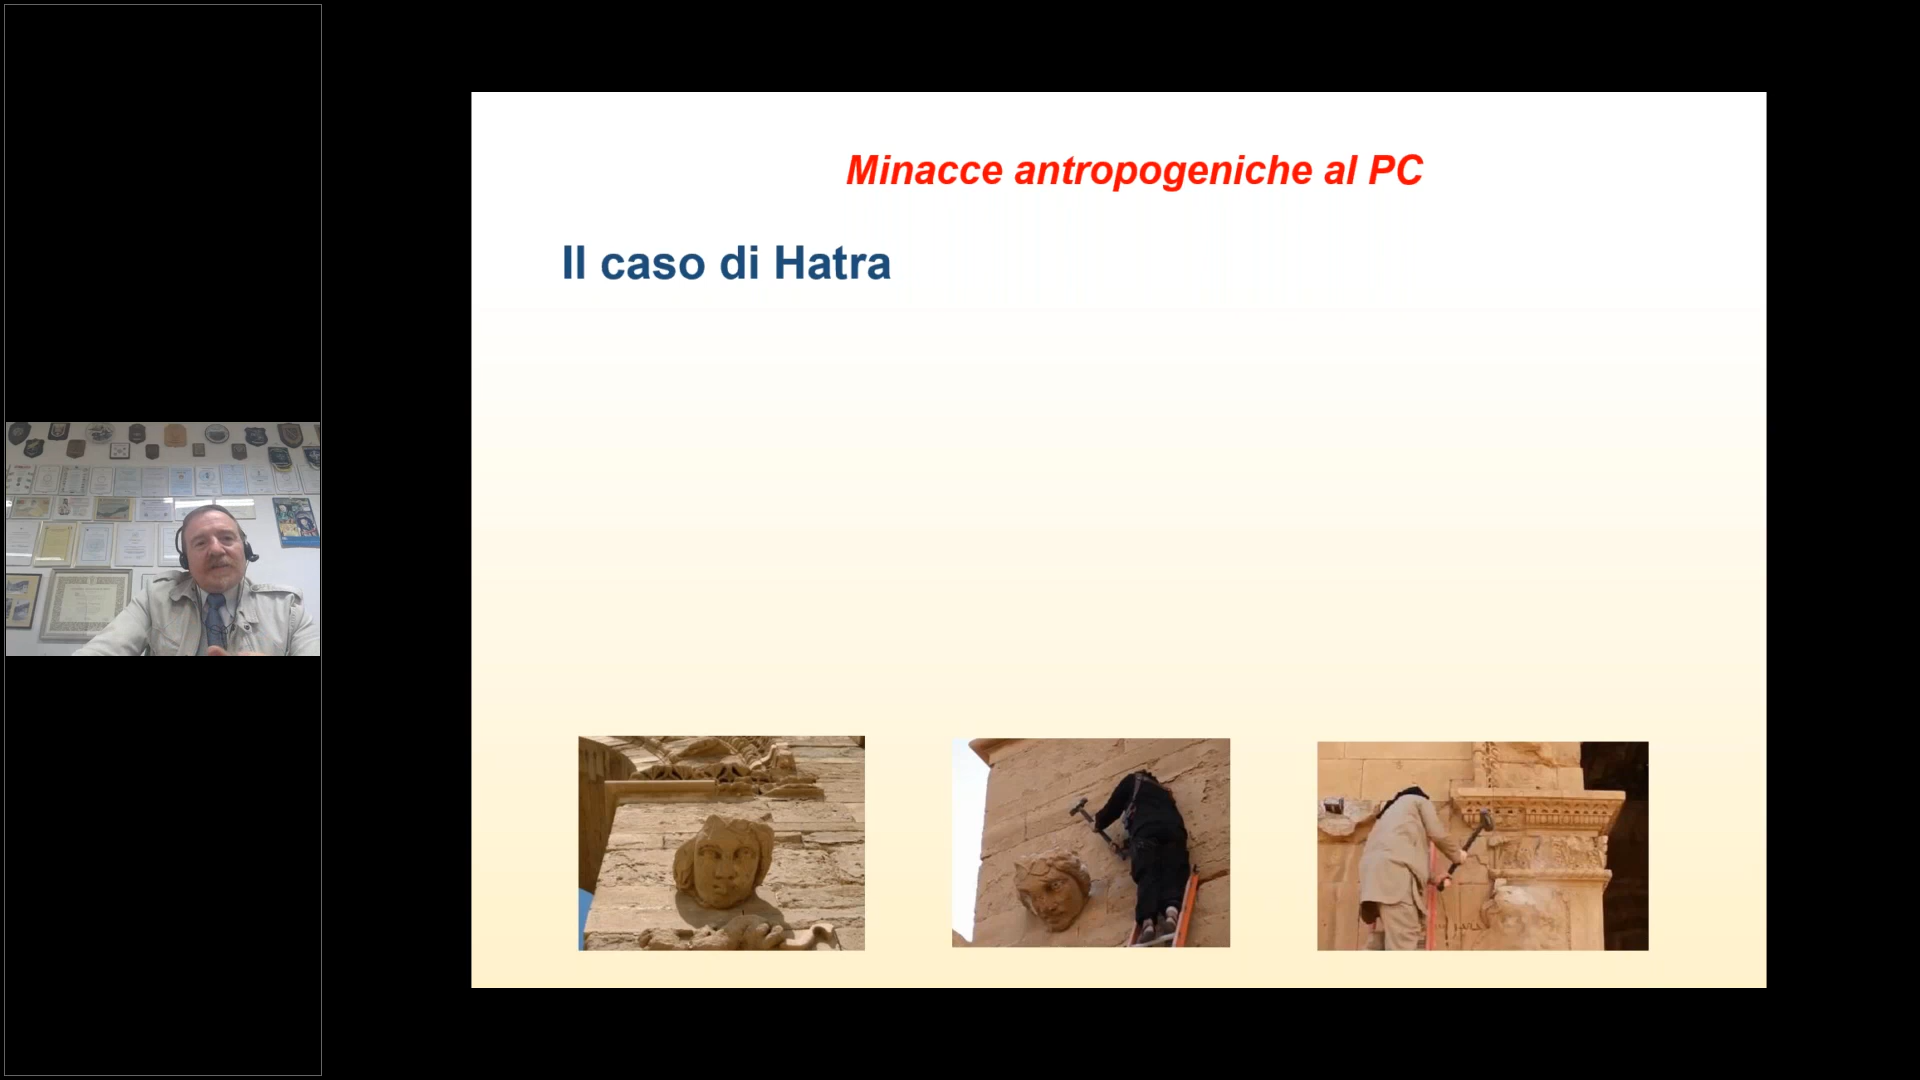 Minacce antropogeniche al PC
Il caso di Hatra